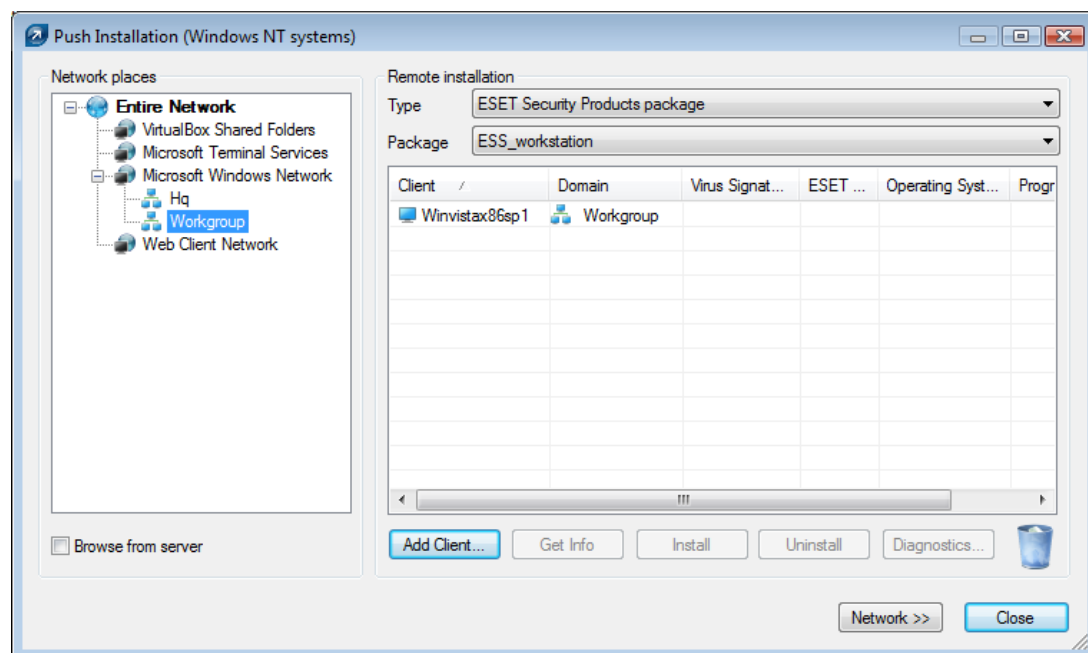 Push Installation (Windows NT systems)
Network places
Entire Network
VirtualBox Shared Folders
Microsoft Terminal Services
Microsoft Windows Network
Hq
Workgroup
Web Client Network
Browse from server
Remote installation
Type ESET Security Products package
Package ESS_workstation
Client Domain Virus Signat... ESET ... Operating Syst... Progr
Winvistax86sp1 Workgroup
Add Client... Get Info Install Uninstall Diagnostics...
Network >> Close